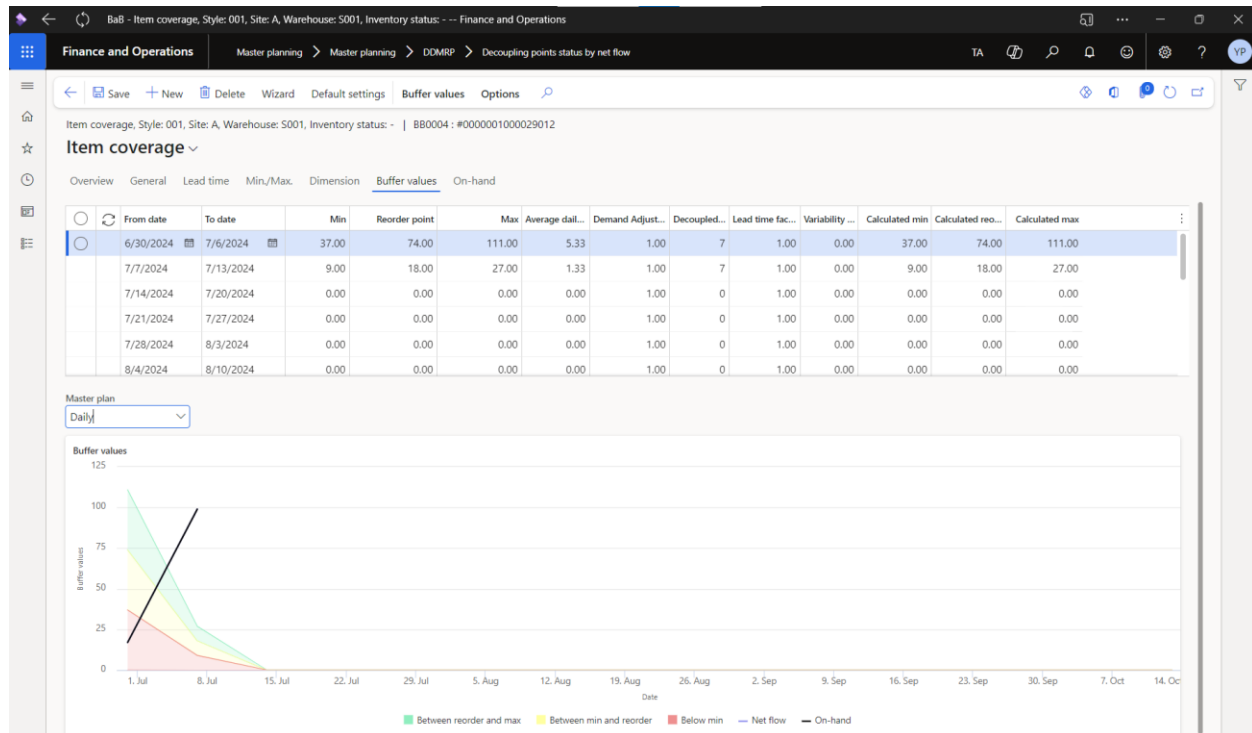 BaB - Item coverage, Style: 001, Site: A, Warehouse: S001, Inventory status: - -- Finance and Operations
Finance and Operations Master planning > Master planning > DDMRP > Decoupling points status by net flow TA ? YP
Save + New Delete Wizard Default settings Buffer values Options 0
Item coverage, Style: 001, Site: A, Warehouse: S001, Inventory status: - | BB0004 : #0000001000029012
Item coverage
Overview General Lead time Min./Max. Dimension Buffer values On-hand
From date To date Min Reorder point Max Average dail... Demand Adjust... Decoupled... Lead time fac... Variability ... Calculated min Calculated reo... Calculated max
6/30/2024 7/6/2024 37.00 74.00 111.00 5.33 1.00 7 1.00 0.00 37.00 74.00 111.00
7/7/2024 7/13/2024 9.00 18.00 27.00 1.33 1.00 7 1.00 0.00 9.00 18.00 27.00
7/14/2024 7/20/2024 0.00 0.00 0.00 0.00 1.00 0 1.00 0.00 0.00 0.00 0.00
7/21/2024 7/27/2024 0.00 0.00 0.00 0.00 1.00 0 1.00 0.00 0.00 0.00 0.00
7/28/2024 8/3/2024 0.00 0.00 0.00 0.00 1.00 0 1.00 0.00 0.00 0.00 0.00
8/4/2024 8/10/2024 0.00 0.00 0.00 0.00 1.00 0 1.00 0.00 0.00 0.00 0.00
Master plan
Daily
Buffer values
125
100
75
50
25
0
Buffer values
1. Jul 8. Jul 15. Jul 22. Jul 29. Jul 5. Aug 12. Aug 19. Aug 26. Aug 2. Sep 9. Sep 16. Sep 23. Sep 30. Sep 7. Oct 14. Oc
Date
Between reorder and max Between min and reorder Below min Net flow On-hand